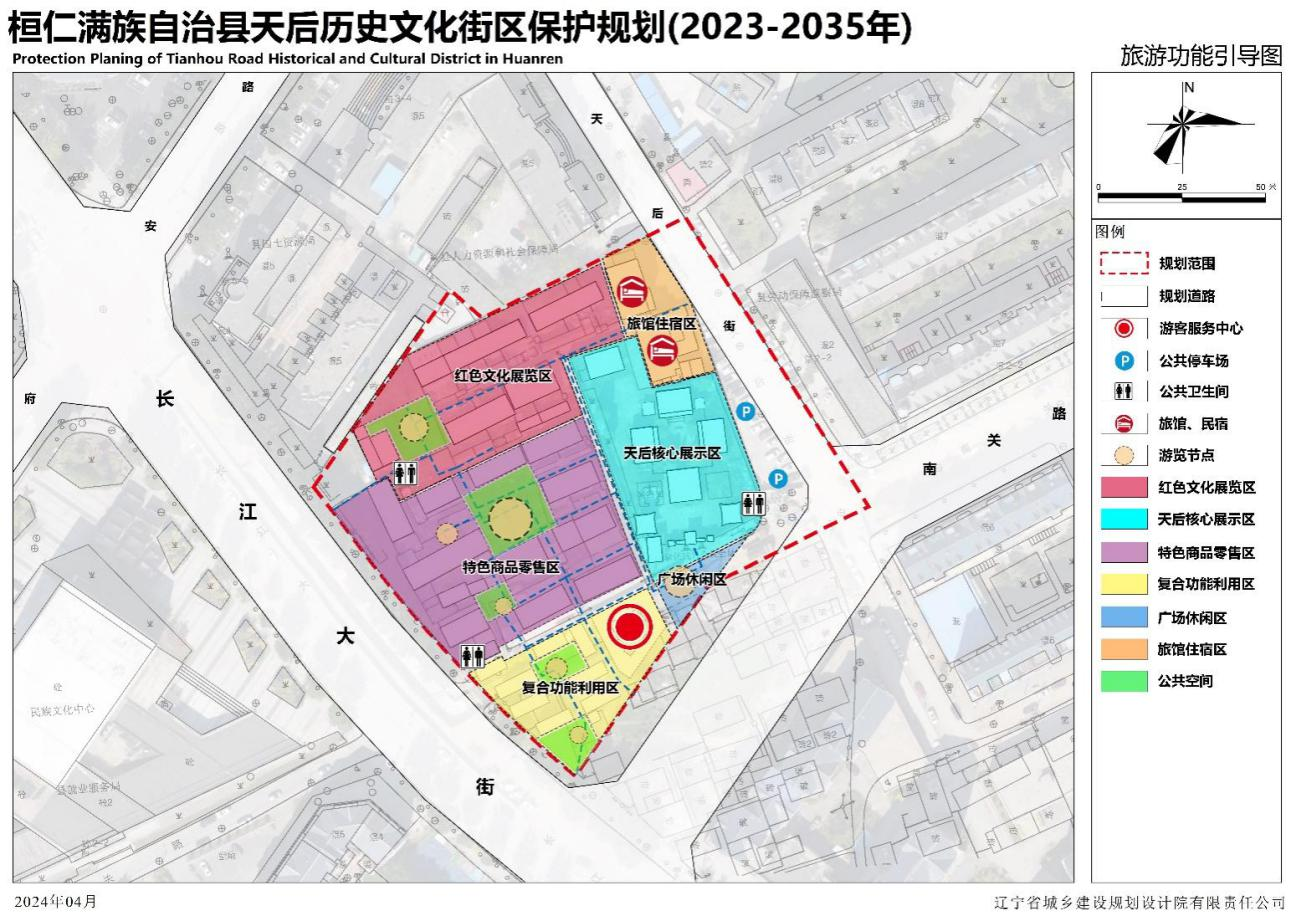 桓仁满族自治县天后历史文化街区保护规划(2023-2035年)
Protection Planing of Tianhou Road Historical and Cultural District in Huanren
旅游功能引导图
N
0 25 50 米
图例
规划范围
规划道路
游客服务中心
P 公共停车场
公共卫生间
旅馆、民宿
游览节点
红色文化展览区
天后核心展示区
特色商品零售区
复合功能利用区
广场休闲区
旅馆住宿区
公共空间
路
安
府
天
后
街
长
江
大
街
南
关
路
旅馆住宿区
红色文化展览区
天后核心展示区
P
P
特色商品零售区
广场休闲区
复合功能利用区
民族文化中心
2024年04月
辽宁省城乡建设规划设计院有限责任公司